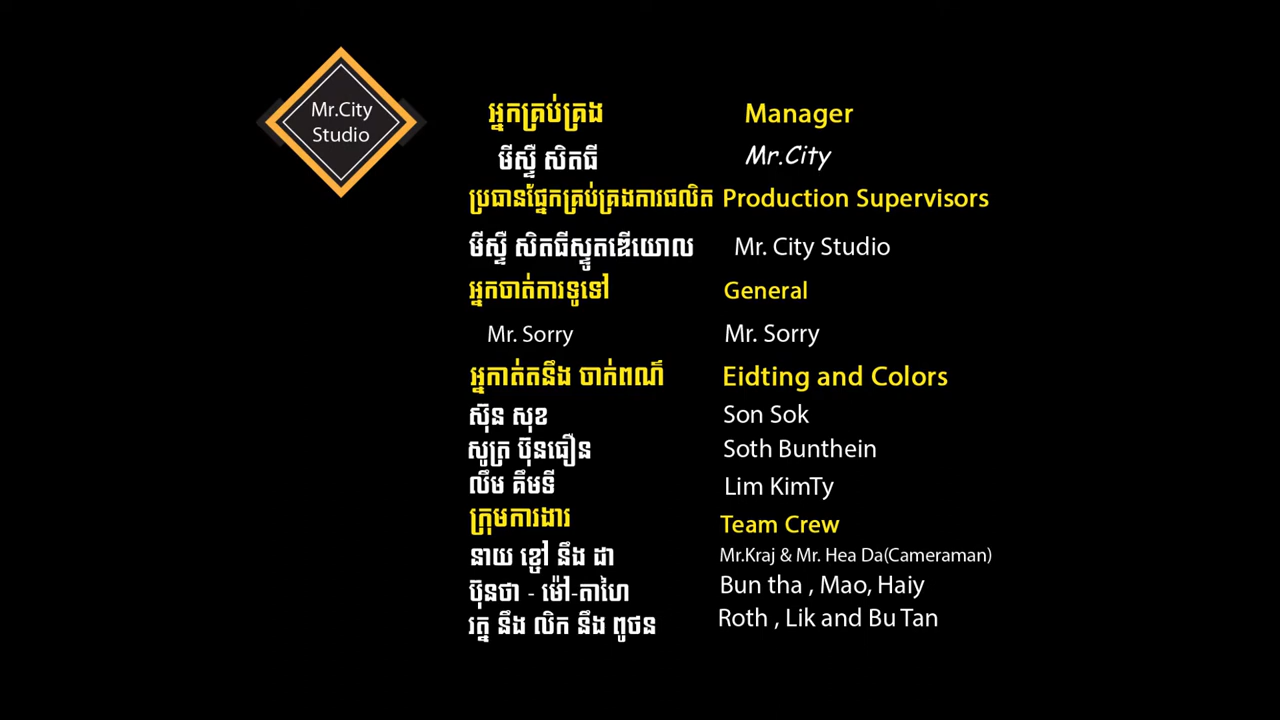 Mr.City
Studio
អ្នកគ្រប់គ្រង Manager
មីស្ទឺ សិតធី Mr.City
ប្រធានផ្នែកគ្រប់គ្រងការផលិត Production Supervisors
មីស្ទឺ សិតធីស្ទូតឌើយោល Mr. City Studio
អ្នកចាត់ការទូទៅ General
Mr. Sorry Mr. Sorry
អ្នកាត់តនឹង ចាក់ពណ៌ Eidting and Colors
ស៊ុន សុខ Son Sok
សូត្រ ប៊ុនធឿន Soth Bunthein
លឹម គឹមទី Lim KimTy
ក្រុមការងារ Team Crew
នាយ ខ្ចៅ នឹង ដា Mr.Kraj & Mr. Hea Da(Cameraman)
ប៊ុនថា - ម៉ៅ-តាហៃ Bun tha , Mao, Haiy
រត្ន នឹង លិក នឹង ពូថន Roth , Lik and Bu Tan